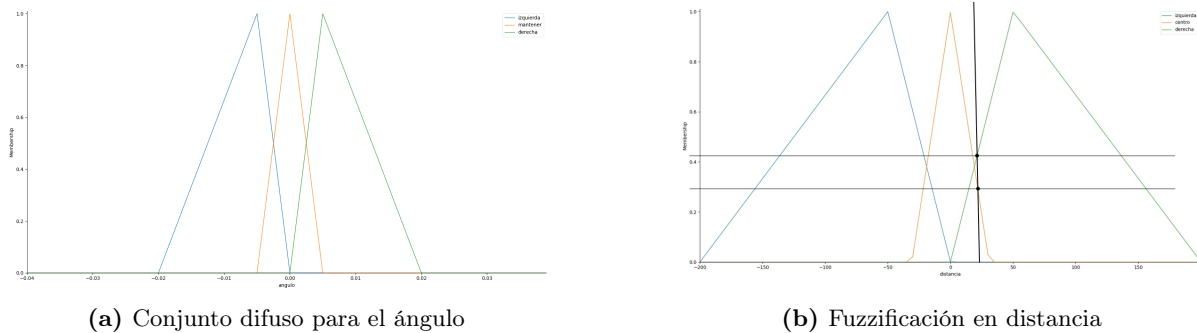 izquierda
mantener
derecha
1.0
0.8
0.6
0.4
0.2
0.0
Membership
−0.04 −0.03 −0.02 −0.01 0.00 0.01 0.02 0.03
angulo
(a) Conjunto difuso para el ángulo
izquierda
centro
derecha
1.0
0.8
0.6
0.4
0.2
0.0
Membership
−200 −150 −100 −50 0 50 100 150
distancia
(b) Fuzzificación en distancia